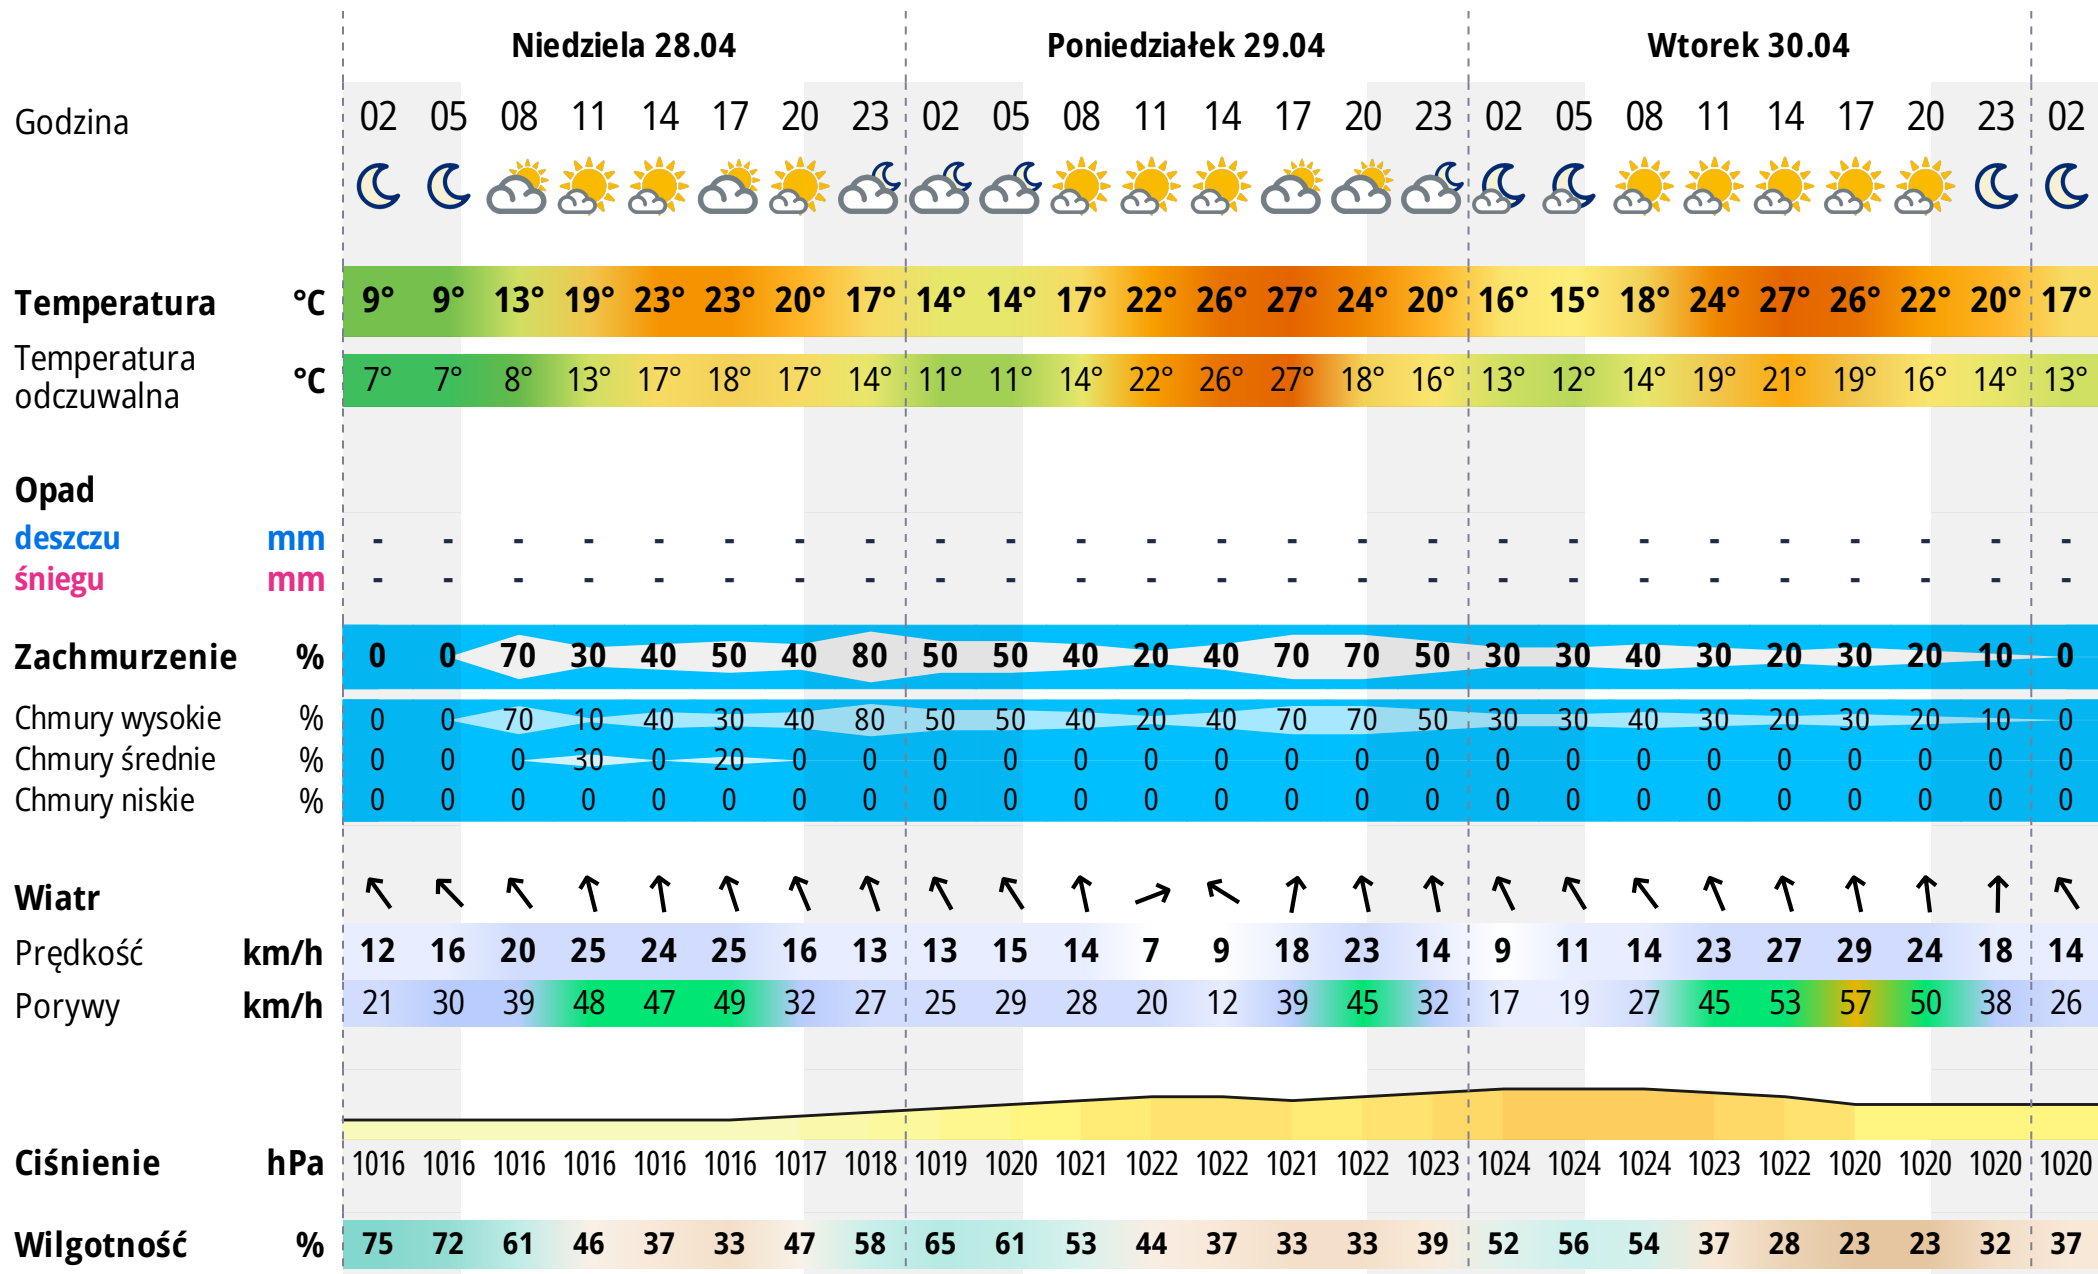 Niedziela 28.04 Poniedziałek 29.04 Wtorek 30.04
Godzina 02 05 08 11 14 17 20 23 02 05 08 11 14 17 20 23 02 05 08 11 14 17 20 23 02
Temperatura °C 9° 9° 13° 19° 23° 23° 20° 17° 14° 14° 17° 22° 26° 27° 24° 20° 16° 15° 18° 24° 27° 26° 22° 20° 17°
Temperatura
odczuwalna °C 7° 7° 8° 13° 17° 18° 17° 14° 11° 11° 14° 22° 26° 27° 18° 16° 13° 12° 14° 19° 21° 19° 16° 14° 13°
Opad
deszczu mm - - - - - - - - - - - - - - - - - - - - - - - - -
śniegu mm - - - - - - - - - - - - - - - - - - - - - - - - -
Zachmurzenie % 0 0 70 30 40 50 40 80 50 50 40 20 40 70 70 50 30 30 40 30 20 30 20 10 0
Chmury wysokie % 0 0 70 10 40 30 40 80 50 50 40 20 40 70 70 50 30 30 40 30 20 30 20 10 0
Chmury średnie % 0 0 0 30 0 20 0 0 0 0 0 0 0 0 0 0 0 0 0 0 0 0 0 0 0
Chmury niskie % 0 0 0 0 0 0 0 0 0 0 0 0 0 0 0 0 0 0 0 0 0 0 0 0 0
Wiatr
Prędkość km/h 12 16 20 25 24 25 16 13 13 15 14 7 9 18 23 14 9 11 14 23 27 29 24 18 14
Porywy km/h 21 30 39 48 47 49 32 27 25 29 28 20 12 39 45 32 17 19 27 45 53 57 50 38 26
Ciśnienie hPa 1016 1016 1016 1016 1016 1016 1017 1018 1019 1020 1021 1022 1022 1021 1022 1023 1024 1024 1024 1023 1022 1020 1020 1020 1020
Wilgotność % 75 72 61 46 37 33 47 58 65 61 53 44 37 33 33 39 52 56 54 37 28 23 23 32 37